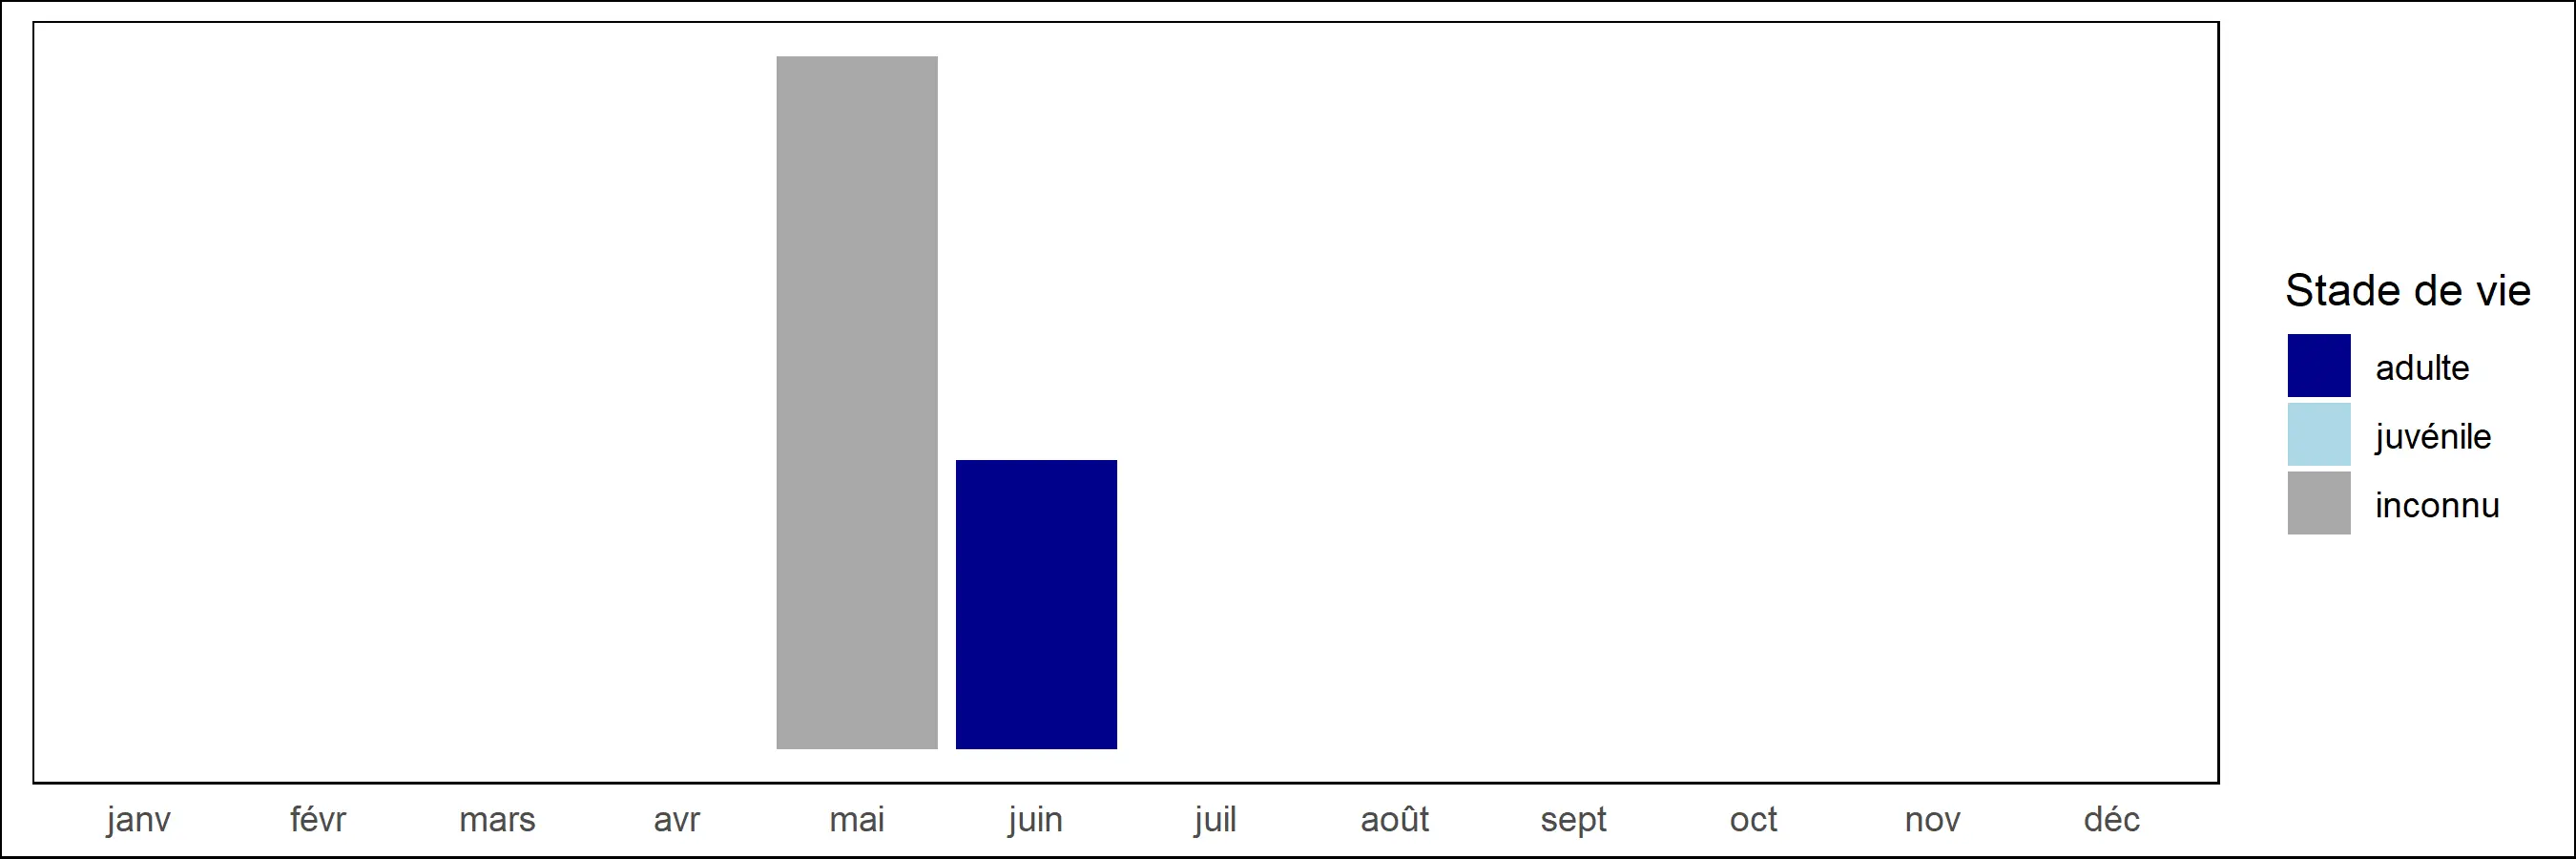 Stade de vie
adulte
juvénile
inconnu
janv févr mars avr mai juin juil août sept oct nov déc